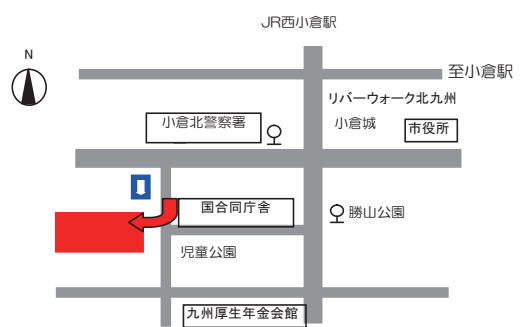 JR西小倉駅
N
至小倉駅
リバーウォーク北九州
小倉北警察署
小倉城
市役所
国合同庁舎
勝山公園
児童公園
九州厚生年金会館